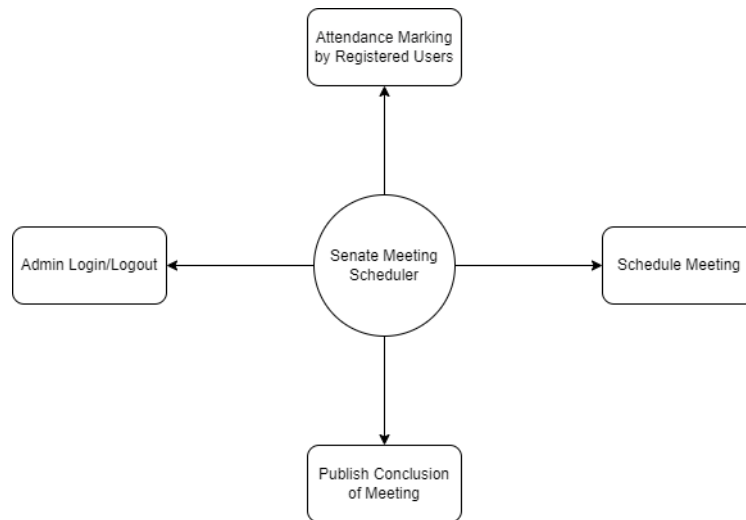 Attendance Marking
by Registered Users
Admin Login/Logout
Senate Meeting
Scheduler
Schedule Meeting
Publish Conclusion
of Meeting